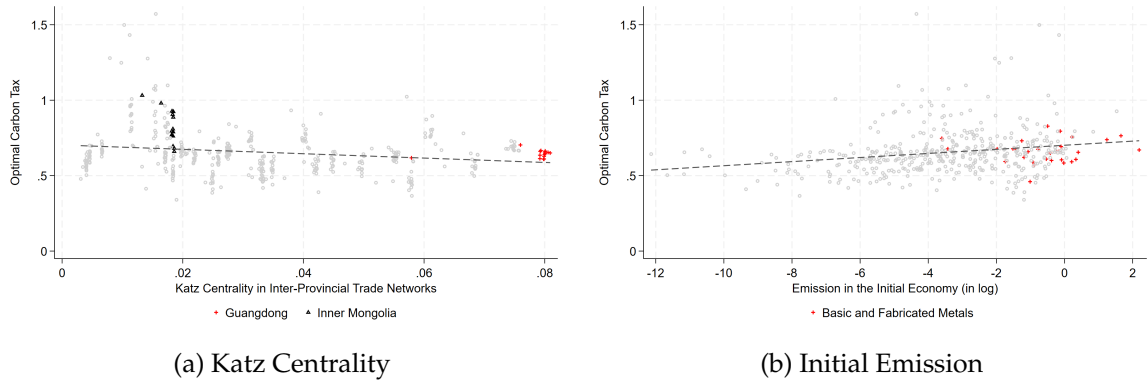 Optimal Carbon Tax
1.5
1
.5
0
0
.02
.04
.06
.08
Katz Centrality in Inter-Provincial Trade Networks
Guangdong
Inner Mongolia
(a) Katz Centrality
Optimal Carbon Tax
1.5
1
.5
0
-12
-10
-8
-6
-4
-2
0
2
Emission in the Initial Economy (in log)
Basic and Fabricated Metals
(b) Initial Emission